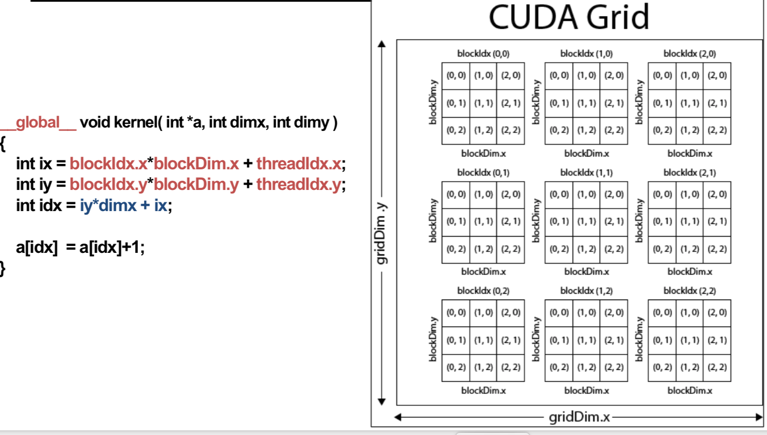 CUDA Grid
__global__ void kernel( int *a, int dimx, int dimy )
{
int ix = blockIdx.x*blockDim.x + threadIdx.x;
int iy = blockIdx.y*blockDim.y + threadIdx.y;
int idx = iy*dimx + ix;
a[idx] = a[idx]+1;
}
gridDim.y
blockIdx (0,0) blockIdx (1,0) blockIdx (2,0)
blockDim.y blockDim.y blockDim.y
(0, 0) (1, 0) (2, 0) (0, 0) (1, 0) (2, 0) (0, 0) (1, 0) (2, 0)
(0, 1) (1, 1) (2, 1) (0, 1) (1, 1) (2, 1) (0, 1) (1, 1) (2, 1)
(0, 2) (1, 2) (2, 2) (0, 2) (1, 2) (2, 2) (0, 2) (1, 2) (2, 2)
blockDim.x blockDim.x blockDim.x
blockIdx (0,1) blockIdx (1,1) blockIdx (2,1)
blockDim.y blockDim.y blockDim.y
(0, 0) (1, 0) (2, 0) (0, 0) (1, 0) (2, 0) (0, 0) (1, 0) (2, 0)
(0, 1) (1, 1) (2, 1) (0, 1) (1, 1) (2, 1) (0, 1) (1, 1) (2, 1)
(0, 2) (1, 2) (2, 2) (0, 2) (1, 2) (2, 2) (0, 2) (1, 2) (2, 2)
blockDim.x blockDim.x blockDim.x
blockIdx (0,2) blockIdx (1,2) blockIdx (2,2)
blockDim.y blockDim.y blockDim.y
(0, 0) (1, 0) (2, 0) (0, 0) (1, 0) (2, 0) (0, 0) (1, 0) (2, 0)
(0, 1) (1, 1) (2, 1) (0, 1) (1, 1) (2, 1) (0, 1) (1, 1) (2, 1)
(0, 2) (1, 2) (2, 2) (0, 2) (1, 2) (2, 2) (0, 2) (1, 2) (2, 2)
blockDim.x blockDim.x blockDim.x
gridDim.x